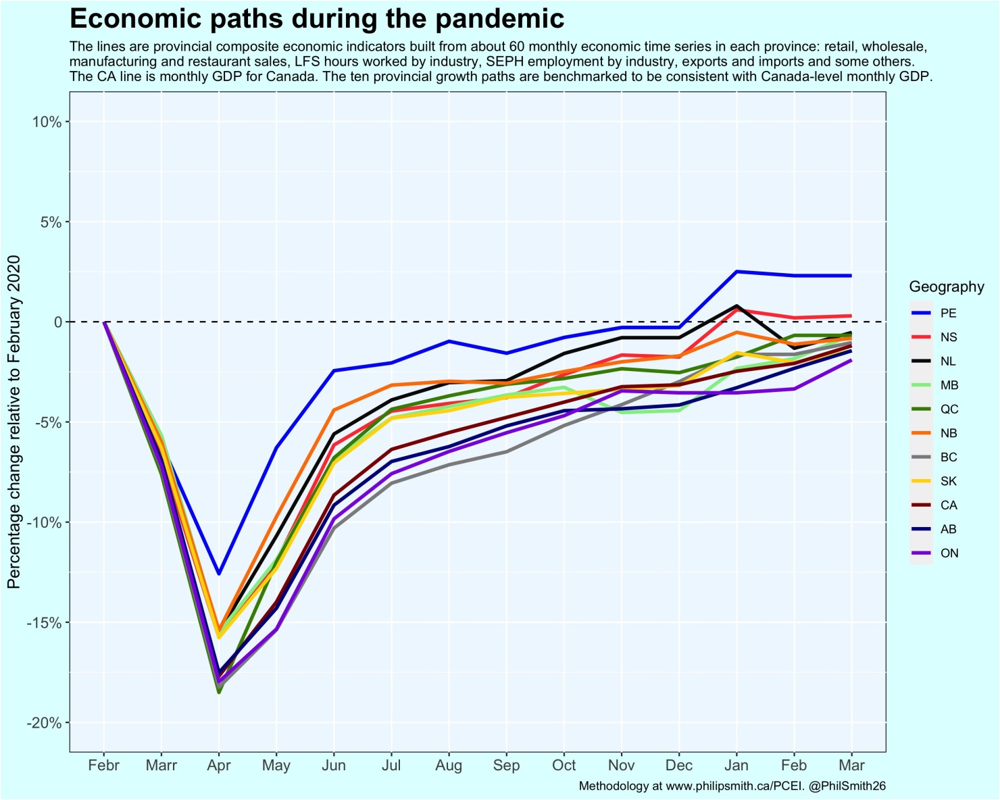 Economic paths during the pandemic
The lines are provincial composite economic indicators built from about 60 monthly economic time series in each province: retail, wholesale,
manufacturing and restaurant sales, LFS hours worked by industry, SEPH employment by industry, exports and imports and some others.
The CA line is monthly GDP for Canada. The ten provincial growth paths are benchmarked to be consistent with Canada-level monthly GDP.
Percentage change relative to February 2020
10%
5%
0
-5%
-10%
-15%
-20%
Febr Marr Apr May Jun Jul Aug Sep Oct Nov Dec Jan Feb Mar
Geography
PE
NS
NL
MB
QC
NB
BC
SK
CA
AB
ON
Methodology at www.philipsmith.ca/PCEI. @PhilSmith26